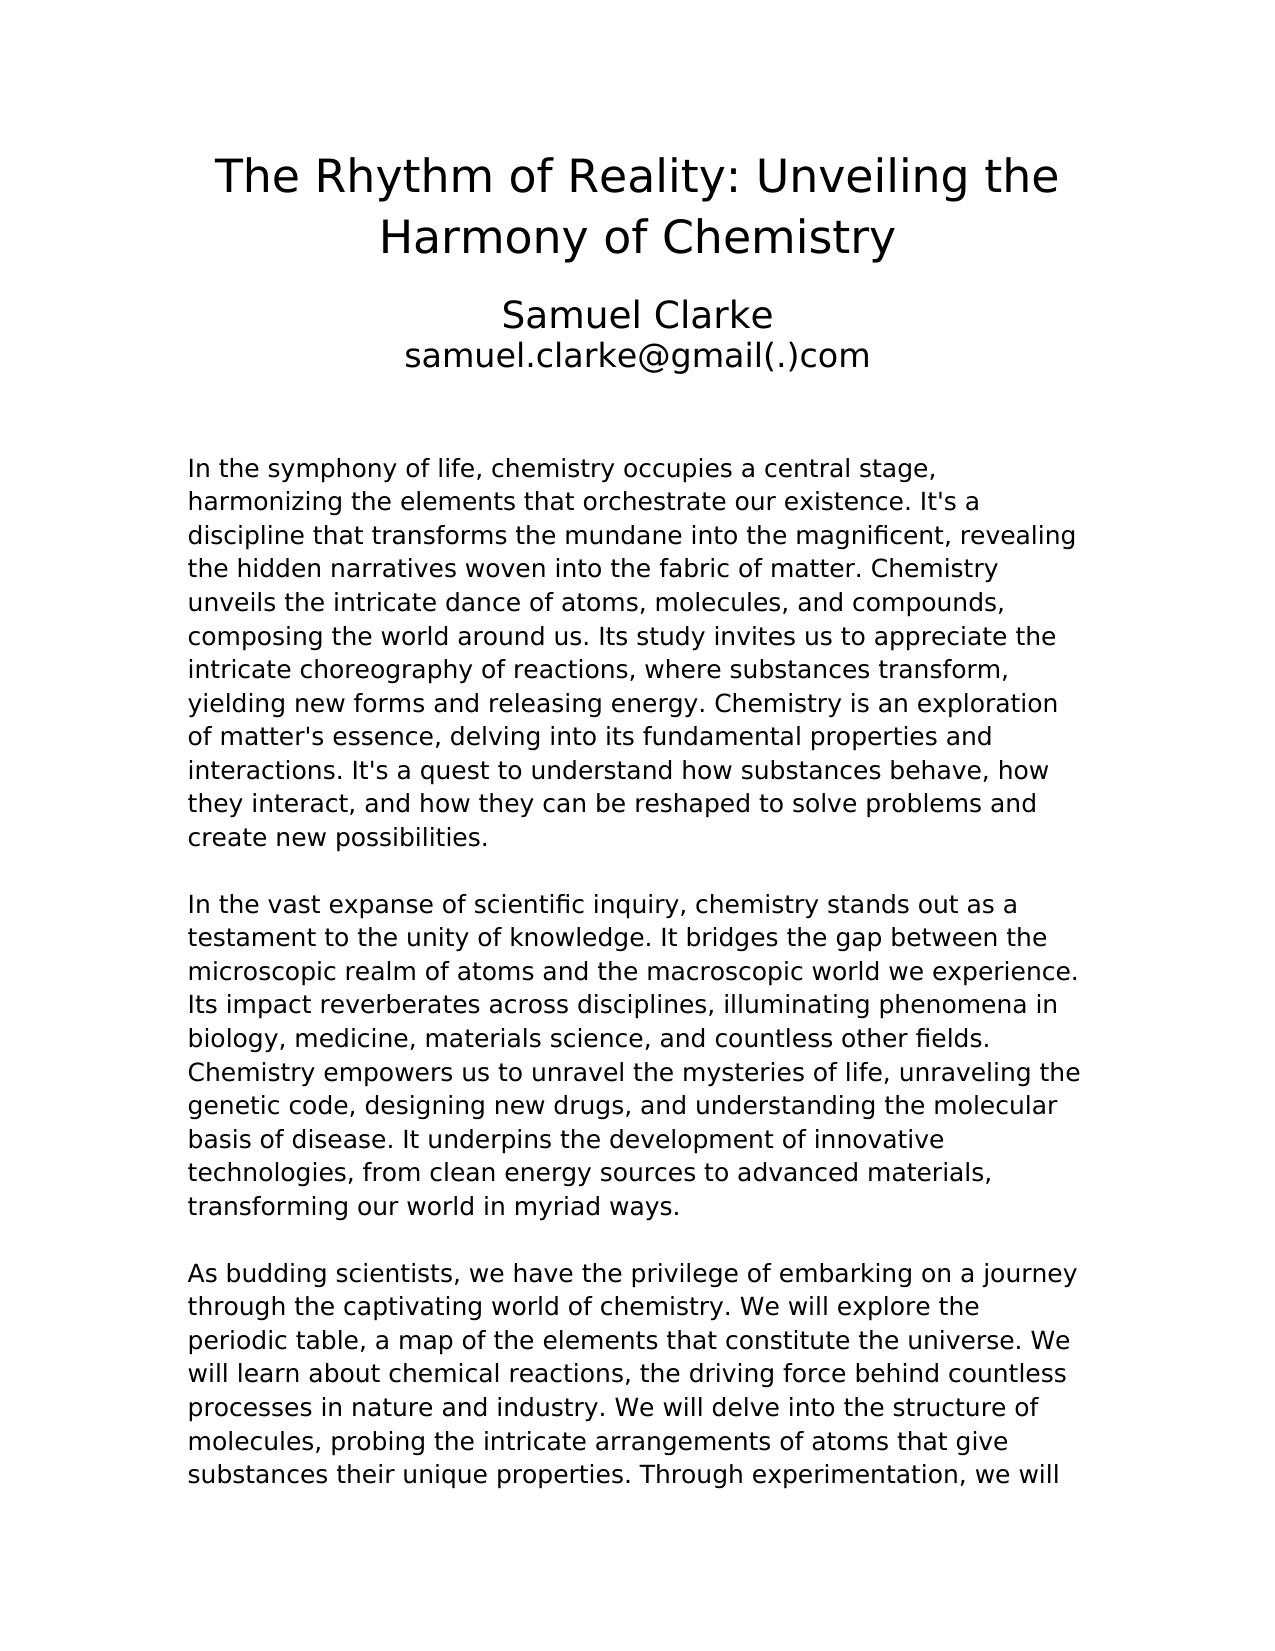 The Rhythm of Reality: Unveiling the
Harmony of Chemistry
Samuel Clarke
samuel.clarke@gmail(.)com
In the symphony of life, chemistry occupies a central stage,
harmonizing the elements that orchestrate our existence. It's a
discipline that transforms the mundane into the magnificent, revealing
the hidden narratives woven into the fabric of matter. Chemistry
unveils the intricate dance of atoms, molecules, and compounds,
composing the world around us. Its study invites us to appreciate the
intricate choreography of reactions, where substances transform,
yielding new forms and releasing energy. Chemistry is an exploration
of matter's essence, delving into its fundamental properties and
interactions. It's a quest to understand how substances behave, how
they interact, and how they can be reshaped to solve problems and
create new possibilities.
In the vast expanse of scientific inquiry, chemistry stands out as a
testament to the unity of knowledge. It bridges the gap between the
microscopic realm of atoms and the macroscopic world we experience.
Its impact reverberates across disciplines, illuminating phenomena in
biology, medicine, materials science, and countless other fields.
Chemistry empowers us to unravel the mysteries of life, unraveling the
genetic code, designing new drugs, and understanding the molecular
basis of disease. It underpins the development of innovative
technologies, from clean energy sources to advanced materials,
transforming our world in myriad ways.
As budding scientists, we have the privilege of embarking on a journey
through the captivating world of chemistry. We will explore the
periodic table, a map of the elements that constitute the universe. We
will learn about chemical reactions, the driving force behind countless
processes in nature and industry. We will delve into the structure of
molecules, probing the intricate arrangements of atoms that give
substances their unique properties. Through experimentation, we will